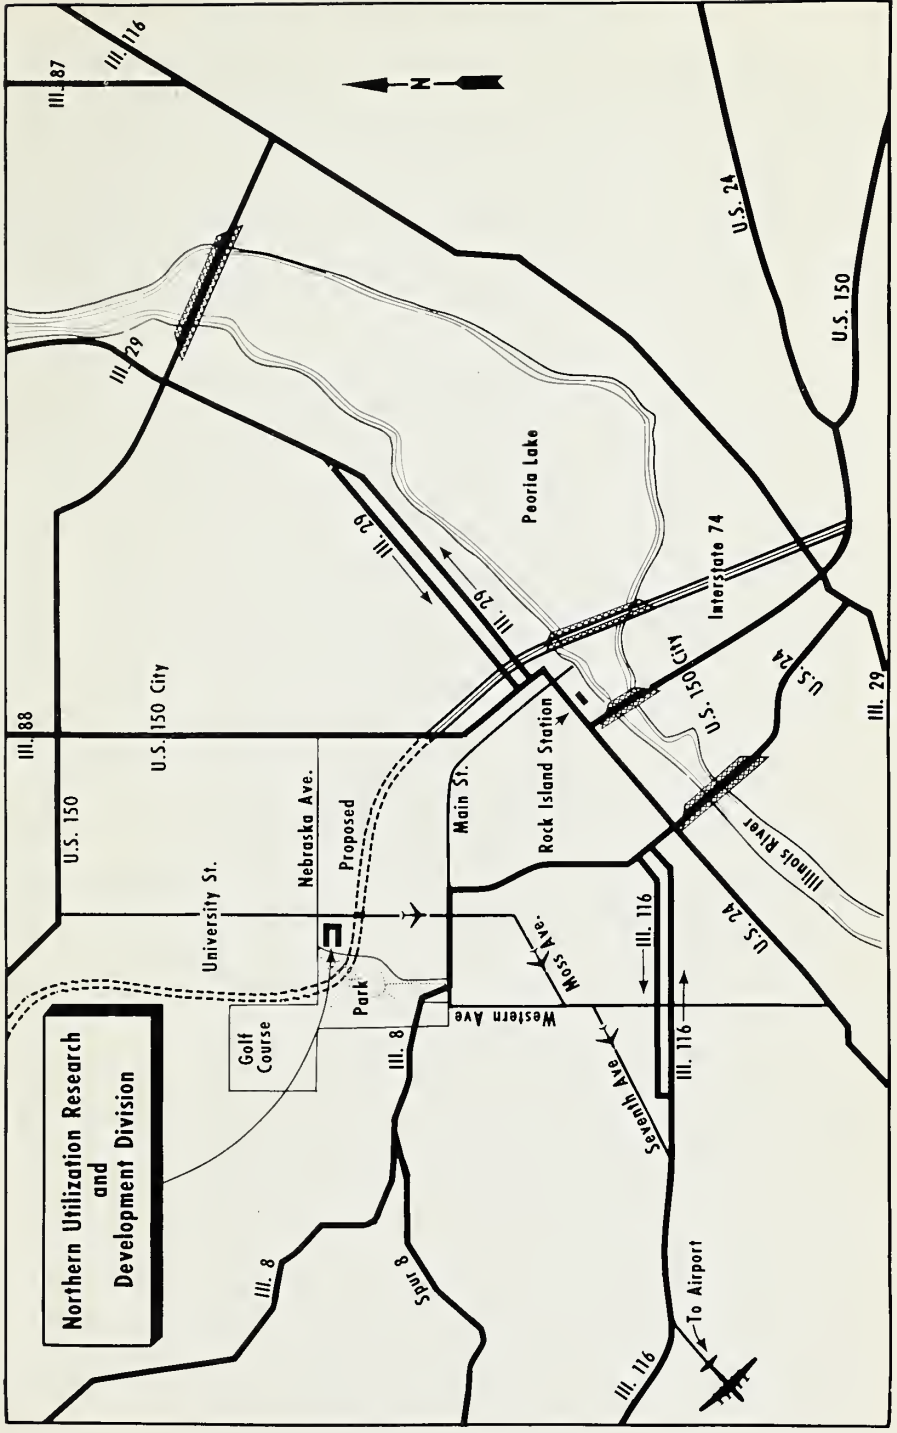 Northern Utilization Research
and
Development Division
Ill. 88
U.S. 150
U.S. 150 City
University St.
Nebraska Ave.
Proposed
Golf
Course
Park
Main St.
Ill. 8
Ill. 8
Spur 8
Western Ave
Moss Ave.
Seventh Ave
Ill. 116
Ill. 116
Ill. 116
To Airport
Rock Island Station
U.S. 24
Illinois River
U.S. 150 City
U.S. 24
Ill. 29
Interstate 74
Peoria Lake
Ill. 29
Ill. 29
Ill. 29
Ill. 87
Ill. 116
N
U.S. 24
U.S. 150